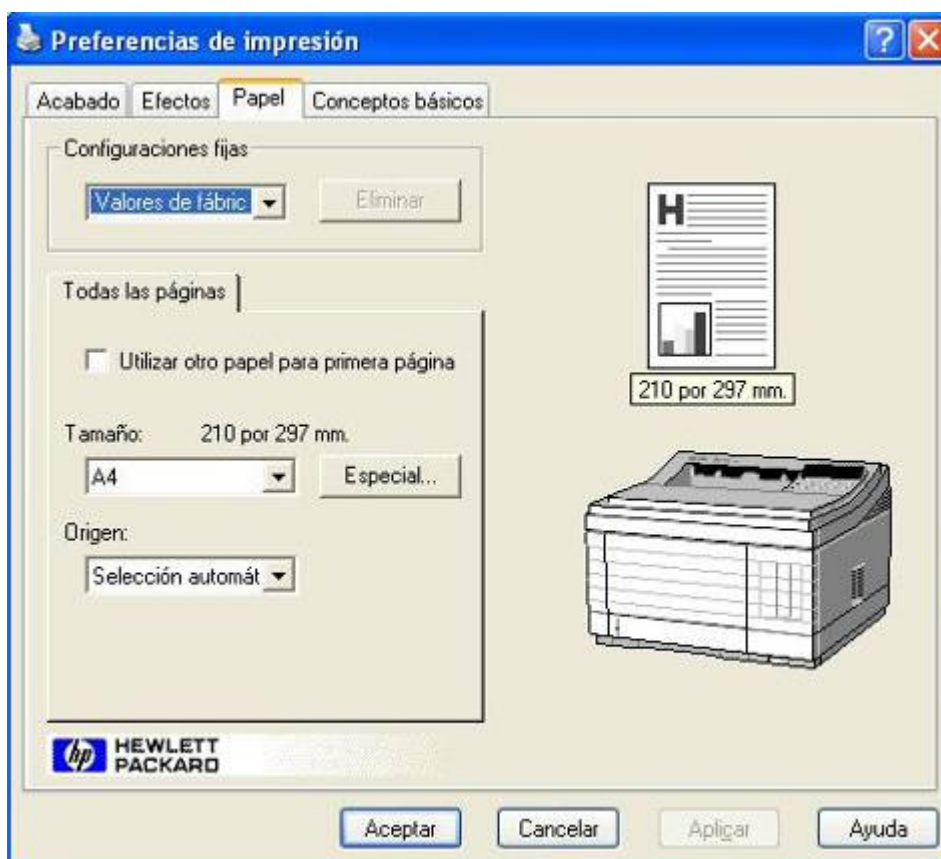 Preferencias de impresión
Acabado Efectos Papel Conceptos básicos
Configuraciones fijas
Valores de fábric Eliminar
H
210 por 297 mm.
Todas las páginas
Utilizar otro papel para primera página
Tamaño: 210 por 297 mm.
A4 Especial...
Origen:
Selección automát
hp HEWLETT
PACKARD
Aceptar Cancelar Aplicar Ayuda